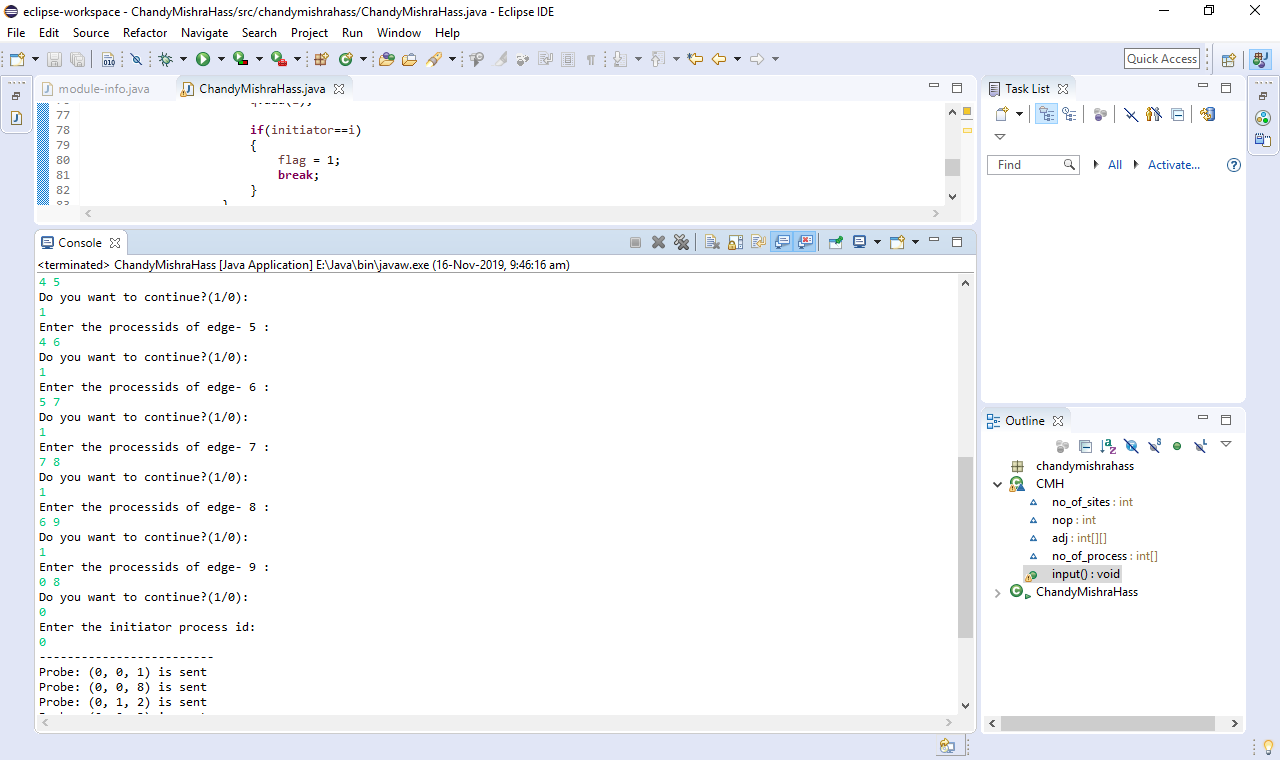 eclipse-workspace - ChandyMishraHass/src/chandymishrahass/ChandyMishraHass.java - Eclipse IDE
File Edit Source Refactor Navigate Search Project Run Window Help
Quick Access
module-info.java ChandyMishraHass.java
77
78 if(initiator==i)
79 {
80 flag = 1;
81 break;
82 }
Console
<terminated> ChandyMishraHass [Java Application] E:\Java\bin\javaw.exe (16-Nov-2019, 9:46:16 am)
4 5
Do you want to continue?(1/0):
1
Enter the processids of edge- 5 :
4 6
Do you want to continue?(1/0):
1
Enter the processids of edge- 6 :
5 7
Do you want to continue?(1/0):
1
Enter the processids of edge- 7 :
7 8
Do you want to continue?(1/0):
1
Enter the processids of edge- 8 :
6 9
Do you want to continue?(1/0):
1
Enter the processids of edge- 9 :
0 8
Do you want to continue?(1/0):
0
Enter the initiator process id:
0
-------------------------
Probe: (0, 0, 1) is sent
Probe: (0, 0, 8) is sent
Probe: (0, 1, 2) is sent
Task List
Find All Activate...
Outline
chandymishrahass
CMH
no_of_sites : int
nop : int
adj : int[][]
no_of_process : int[]
input() : void
ChandyMishraHass